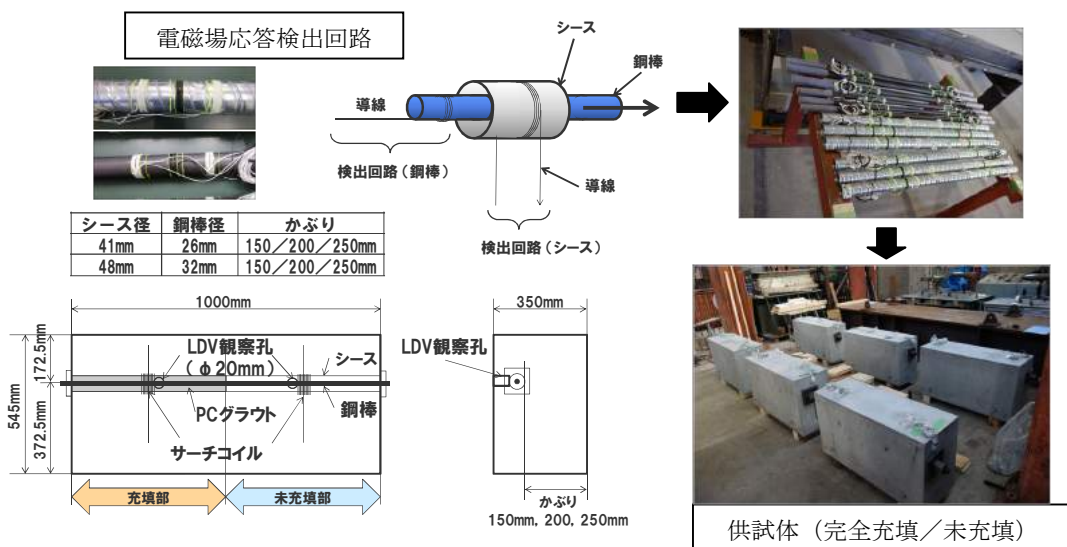 電磁場応答検出回路
シース
鋼棒
導線
検出回路(鋼棒)
導線
検出回路(シース)
シース径 鋼棒径 かぶり
41mm 26mm 150/200/250mm
48mm 32mm 150/200/250mm
1000mm
172.5mm
545mm
372.5mm
LDV観察孔
(φ20mm)
シース
PCグラウト
鋼棒
サーチコイル
充填部
未充填部
350mm
LDV観察孔
かぶり
150mm, 200, 250mm
供試体(完全充填/未充填)